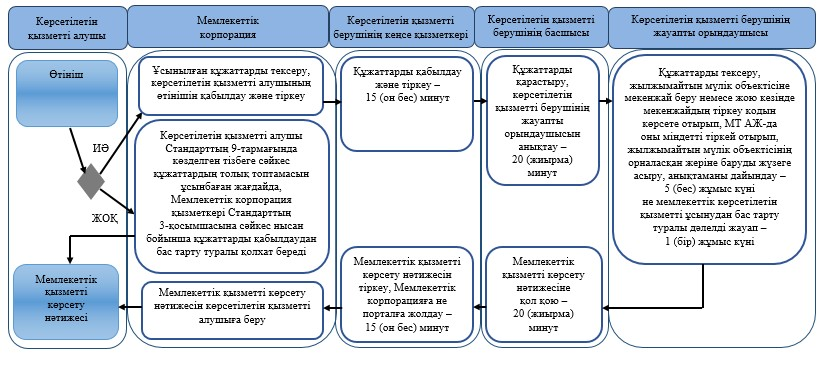 Көрсетілетін
қызметті алушы
Мемлекеттік
корпорация
Көрсетілетін қызметті
берушінің кеңсе қызметкері
Көрсетілетін қызметті
берушінің басшысы
Көрсетілетін қызметті берушінің
жауапты орындаушысы
Өтініш
ИӘ
ЖОҚ
Ұсынылған құжаттарды тексеру,
көрсетілетін қызметті алушының
өтінішін қабылдау және тіркеу
Көрсетілетін қызметті алушы
Стандарттың 9-тармағында
көзделген тізбеге сәйкес
құжаттардың толық топтамасын
ұсынбаған жағдайда,
Мемлекеттік корпорация
қызметкері Стандарттың
3-қосымшасына сәйкес нысан
бойынша құжаттарды қабылдаудан
бас тарту туралы қолхат береді
Құжаттарды қабылдау
және тіркеу –
15 (он бес) минут
Құжаттарды
қарастыру,
көрсетілетін
қызметті берушінің
жауапты
орындаушысын
анықтау –
20 (жиырма)
минут
Құжаттарды тексеру,
жылжымайтын мүлік объектісіне
мекенжай беру немесе жою кезінде
мекенжайдың тіркеу кодын
көрсете отырып, МТ АЖ-да
оны міндетті тіркей отырып,
жылжымайтын мүлік объектісінің
орналасқан жеріне баруды жүзеге
асыру, анықтаманы дайындау –
5 (бес) жұмыс күні
не мемлекеттік көрсетілетін
қызметті ұсынудан бас тарту
туралы дәлелді жауап –
1 (бір) жұмыс күні
Мемлекеттік қызметті
көрсету нәтижесіне
қол қою –
20 (жиырма)
минут
Мемлекеттік қызметті
көрсету нәтижесін
тіркеу, Мемлекеттік
корпорацияға не
порталға жолдау –
15 (он бес) минут
Мемлекеттік қызметті көрсету
нәтижесін көрсетілетін қызметті
алушыға беру
Мемлекеттік
қызметті
көрсету
нәтижесі